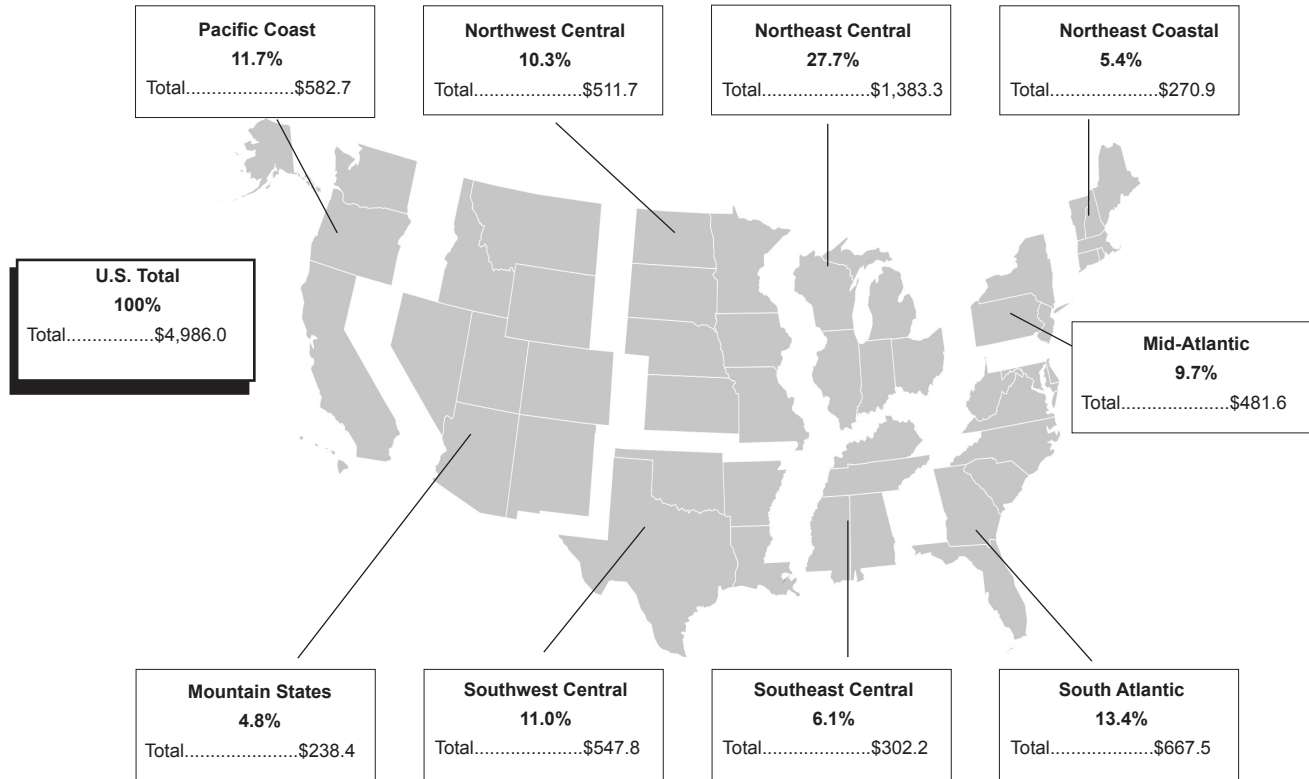 Pacific Coast
11.7%
Total......................$582.7
Northwest Central
10.3%
Total......................$511.7
Northeast Central
27.7%
Total......................$1,383.3
Northeast Coastal
5.4%
Total......................$270.9
U.S. Total
100%
Total.................$4,986.0
Mid-Atlantic
9.7%
Total......................$481.6
Mountain States
4.8%
Total.......................$238.4
Southwest Central
11.0%
Total......................$547.8
Southeast Central
6.1%
Total........................$302.2
South Atlantic
13.4%
Total........................$667.5